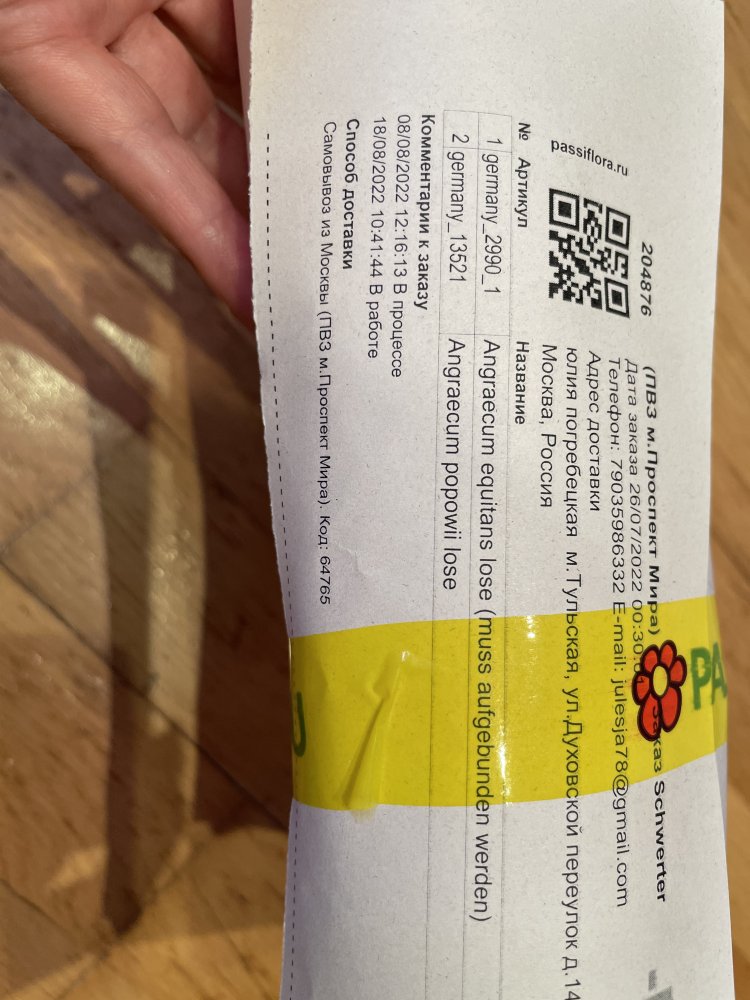 204876
(ПВЗ м.Проспект Мира) Заказ Schwerter
Дата заказа 26/07/2022 00:30:
Телефон: 79035986332 E-mail: julesja78@gmail.com
Адрес доставки
юлия погребецкая м.Тульская, ул.Духовской переулок д.14
Москва, Россия
passiflora.ru
№ Артикул Название
1 germany_2990_1 Angraecum equitans lose (muss aufgebunden werden)
2 germany_13521 Angraecum popowii lose
Комментарии к заказу
08/08/2022 12:16:13 В процессе
18/08/2022 10:41:44 В работе
Способ доставки
Самовывоз из Москвы (ПВЗ м.Проспект Мира). Код: 64765
PA
U